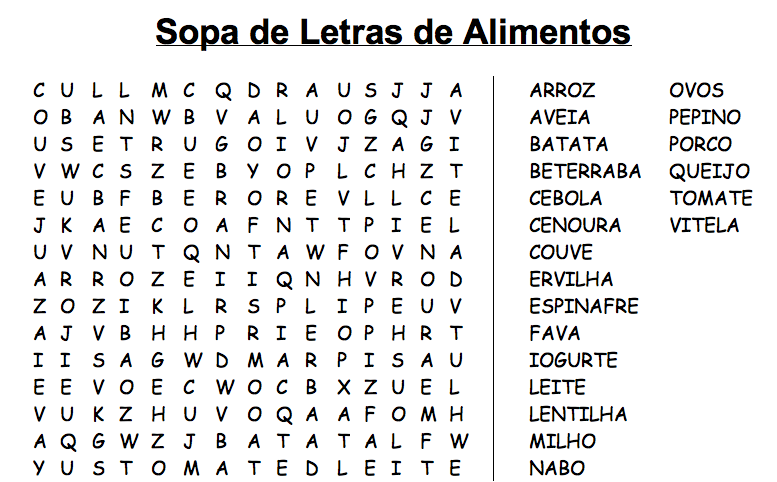 Sopa de Letras de Alimentos
C U L L M C Q D R A U S J J A ARROZ OVOS
O B A N W B V A L U O G Q J V AVEIA PEPINO
U S E T R U G O I V J Z A G I BATATA PORCO
V W C S Z E B Y O P L C H Z T BETERRABA QUEIJO
E U B F B E R O R E V L L C E CEBOLA TOMATE
J K A E C O A F N T T P I E L CENOURA VITELA
U V N U T Q N T A W F O V N A COUVE
A R R O Z E I I Q N H V R O D ERVILHA
Z O Z I K L R S P L I P E U V ESPINAFRE
A J V B H H P R I E O P H R T FAVA
I I S A G W D M A R P I S A U IOGURTE
E E V O E C W O C B X Z U E L LEITE
V U K Z H U V O Q A A F O M H LENTILHA
A Q G W Z J B A T A T A L F W MILHO
Y U S T O M A T E D L E I T E NABO